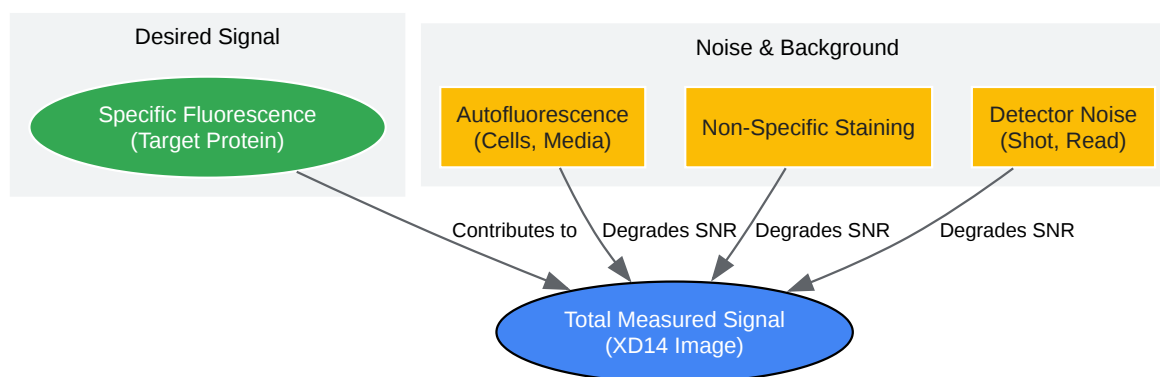 Desired Signal
Noise & Background
Specific Fluorescence
(Target Protein)
Autofluorescence
(Cells, Media)
Non-Specific Staining
Detector Noise
(Shot, Read)
Contributes to
Degrades SNR
Degrades SNR
Degrades SNR
Total Measured Signal
(XD14 Image)